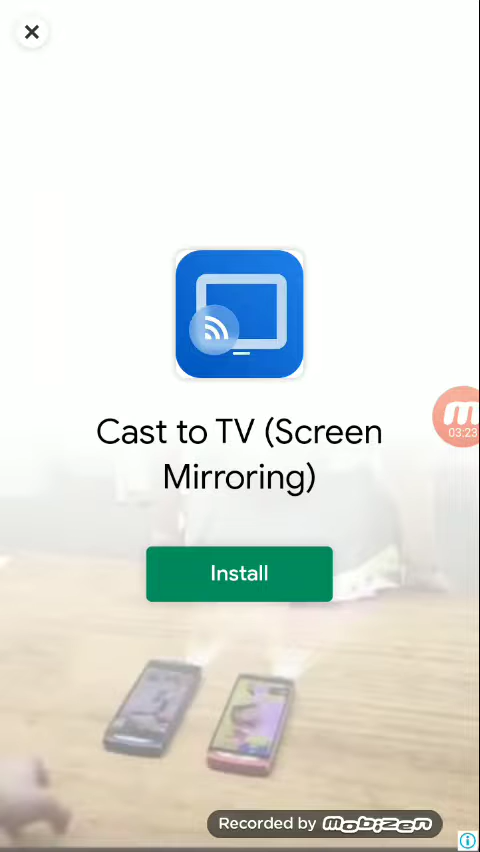 Cast to TV (Screen
Mirroring)
03:23
Install
Recorded by mobizen